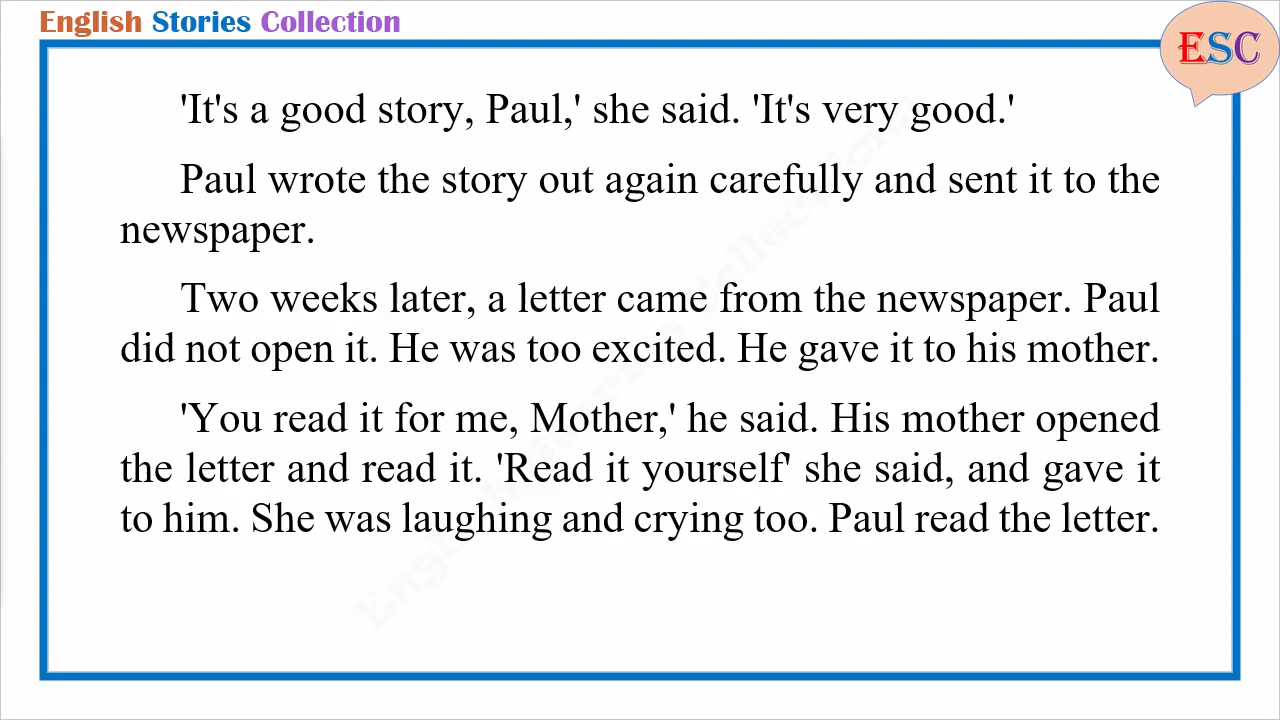 English Stories Collection
ESC
'It's a good story, Paul,' she said. 'It's very good.'
Paul wrote the story out again carefully and sent it to the
newspaper.
Two weeks later, a letter came from the newspaper. Paul
did not open it. He was too excited. He gave it to his mother.
'You read it for me, Mother,' he said. His mother opened
the letter and read it. 'Read it yourself' she said, and gave it
to him. She was laughing and crying too. Paul read the letter.